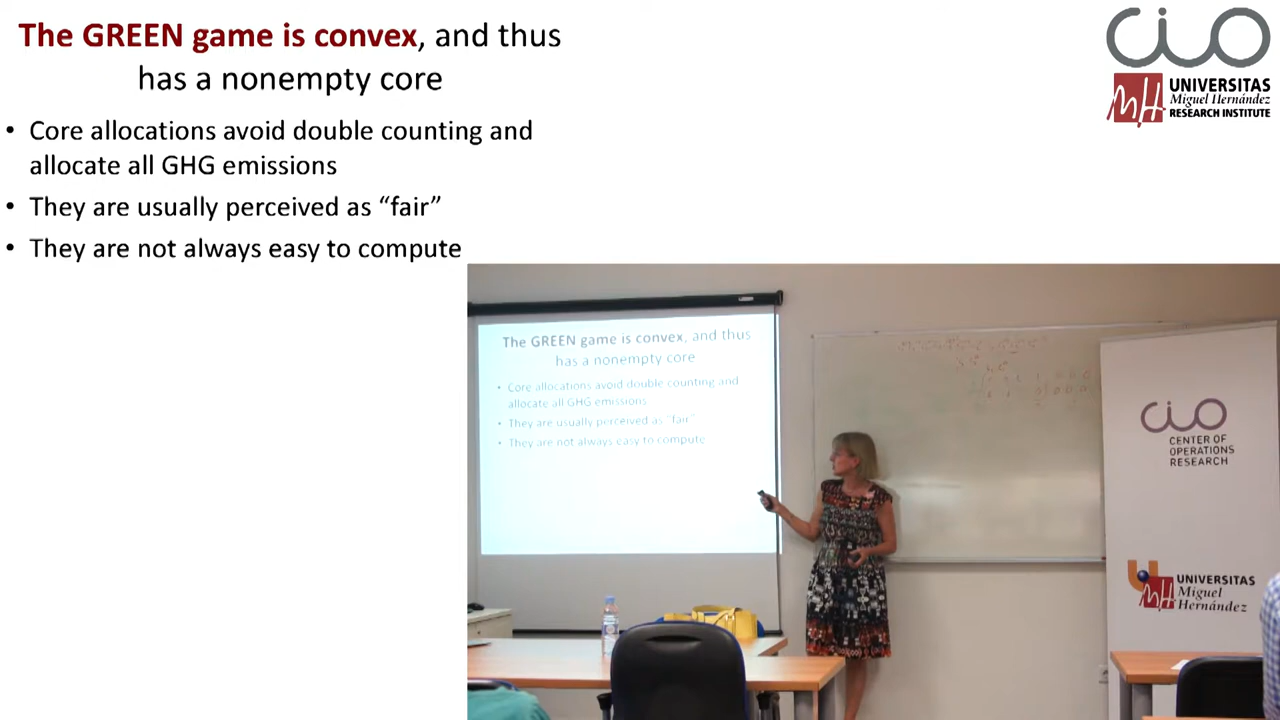 The GREEN game is convex, and thus
has a nonempty core
• Core allocations avoid double counting and
allocate all GHG emissions
• They are usually perceived as “fair”
• They are not always easy to compute
CIO
UNIVERSITAS
Miguel Hernández
RESEARCH INSTITUTE
The GREEN game is convex, and thus
has a nonempty core
• Core allocations avoid double counting and
allocate all GHG emissions
• They are usually perceived as “fair”
• They are not always easy to compute
CIO
CENTER OF
OPERATIONS
RESEARCH
UNIVERSITAS
Miguel
Hernández